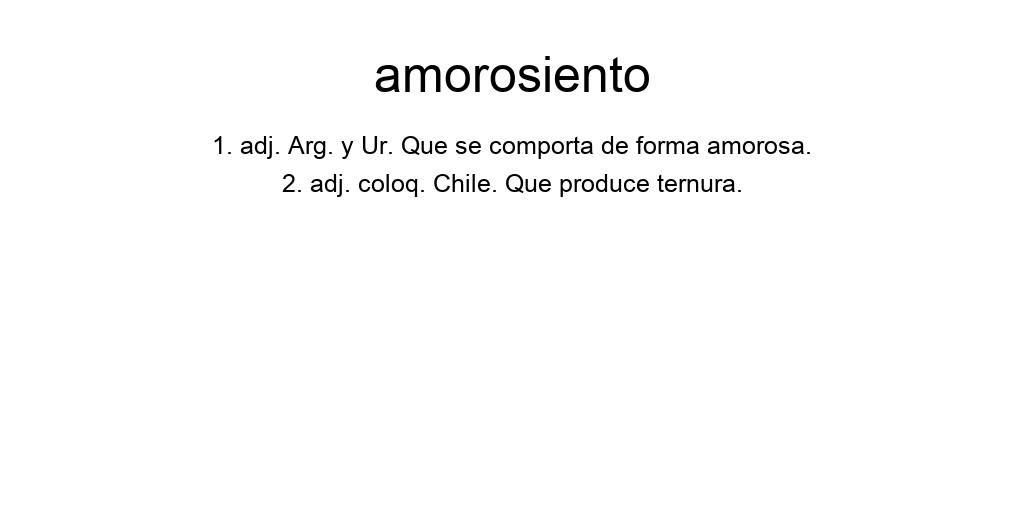 amorosiento
1. adj. Arg. y Ur. Que se comporta de forma amorosa.
2. adj. coloq. Chile. Que produce ternura.